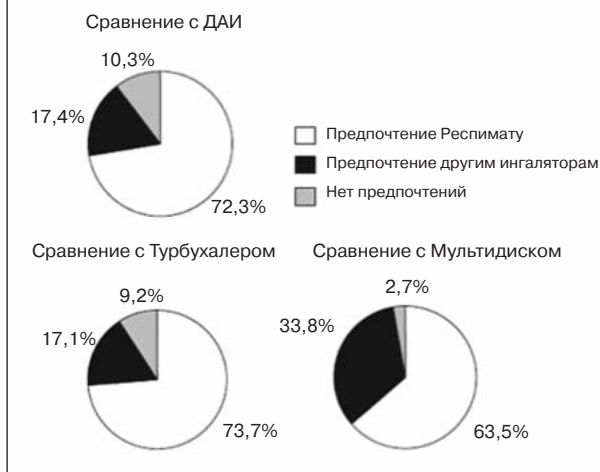 Сравнение с ДАИ
10,3%
17,4%
72,3%
Предпочтение Респимату
Предпочтение другим ингаляторам
Нет предпочтений
Сравнение с Турбухалером
9,2%
17,1%
73,7%
Сравнение с Мультидиском
2,7%
33,8%
63,5%